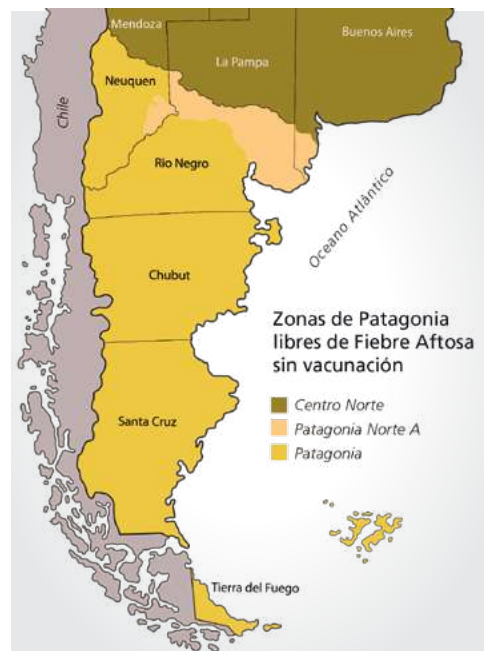 Mendoza
Buenos Aires
La Pampa
Neuquen
Chile
Rio Negro
Oceano Atlàntico
Chubut
Zonas de Patagonia
libres de Fiebre Aftosa
sin vacunación
Centro Norte
Patagonia Norte A
Patagonia
Santa Cruz
Tierra del Fuego